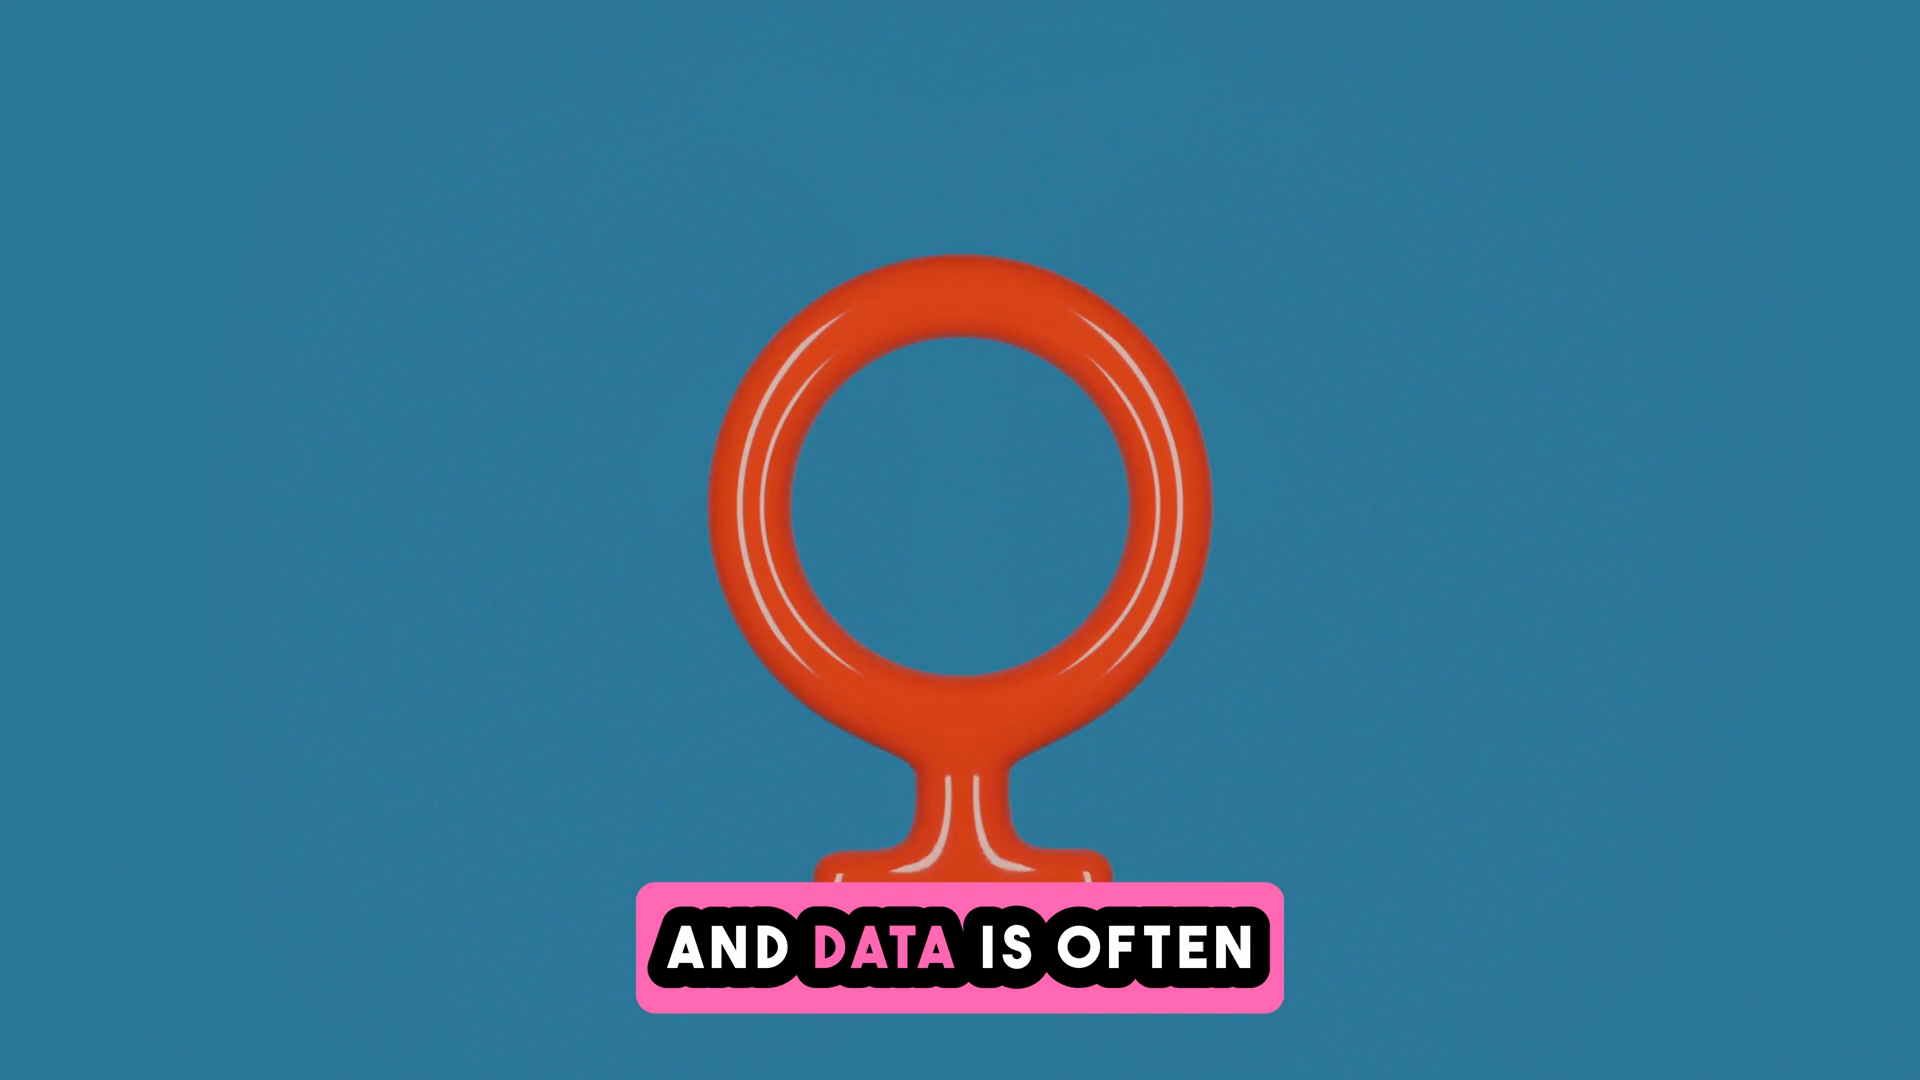 AND DATA IS OFTEN